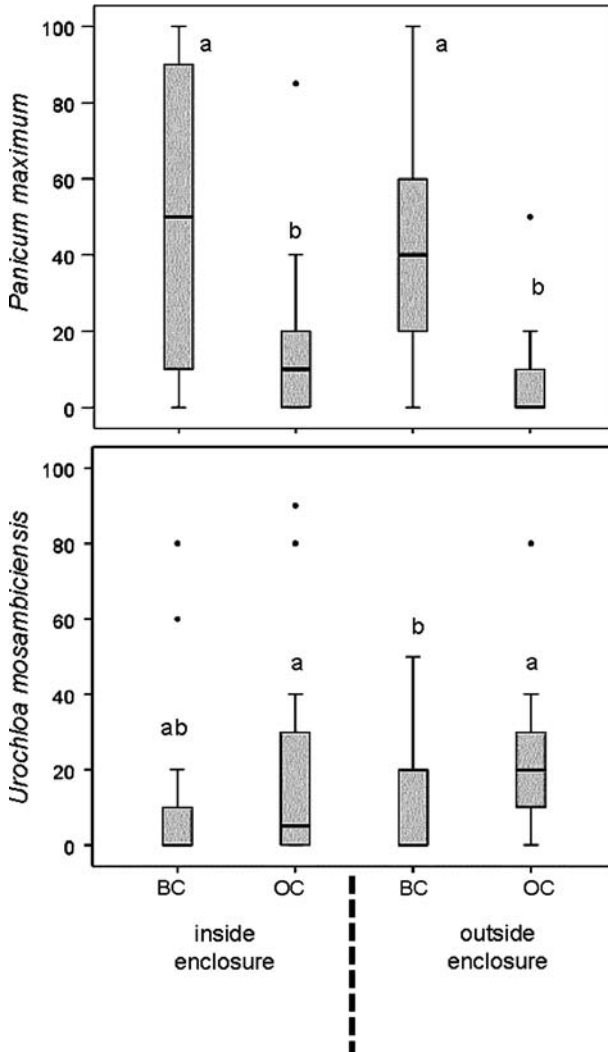 Panicum maximum
100
80
60
40
20
0
a
b
a
b
Urochloa mosambiciensis
100
80
60
40
20
0
ab
a
b
a
BC OC BC OC
inside outside
enclosure enclosure